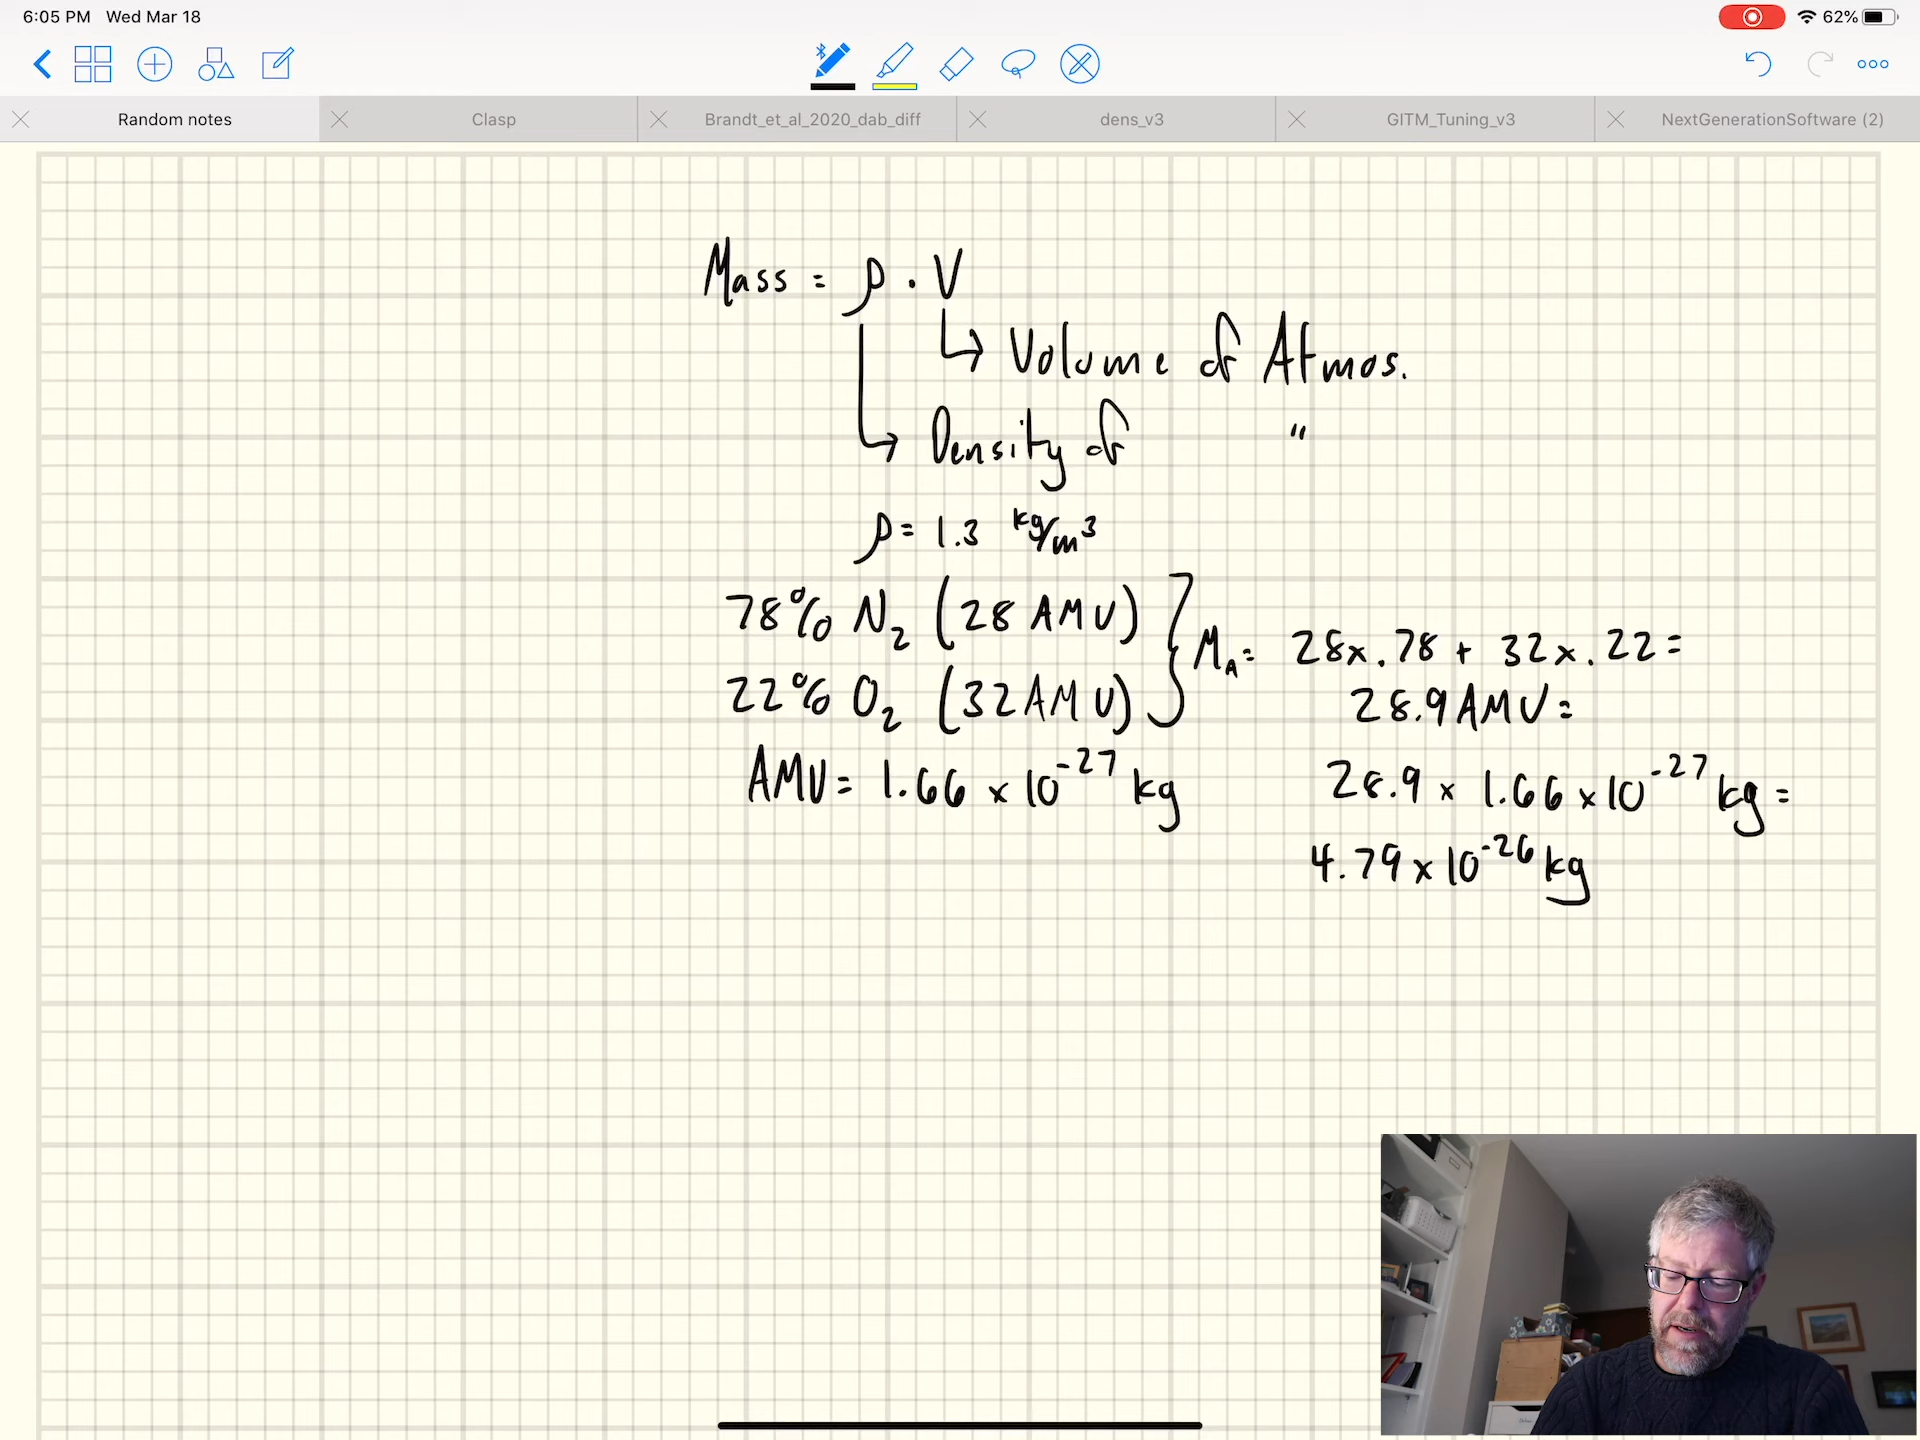 6:05 PM Wed Mar 18
62%
Random notes
Clasp
Brandt_et_al_2020_dab_diff
dens_v3
GITM_Tuning_v3
NextGenerationSoftware (2)
Mass = ρ · V
↳ Volume of Atmos.
↳ Density of "
ρ = 1.3 kg/m³
78% N₂ (28 AMU)
22% O₂ (32 AMU)
M_A = 28x.78 + 32x.22 =
28.9 AMU =
AMU = 1.66 x 10⁻²⁷ kg
28.9 x 1.66 x 10⁻²⁷ kg =
4.79 x 10⁻²⁶ kg